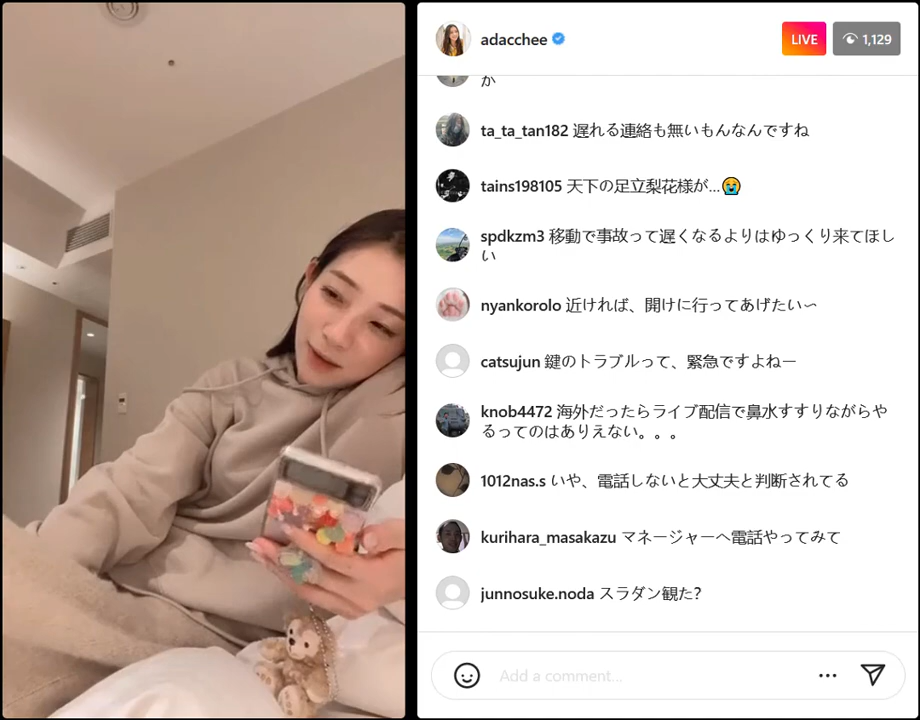 adacchee
LIVE
1,129
か
ta_ta_tan182 遅れる連絡も無いもんなんですね
tains198105 天下の足立梨花様が...😭
spdkzm3 移動で事故って遅くなるよりはゆっくり来てほし
い
nyankorolo 近ければ、開けに行ってあげたい〜
catsujun 鍵のトラブルって、緊急ですよねー
knob4472 海外だったらライブ配信で鼻水すすりながらや
るってのはありえない。。。
1012nas.s いや、電話しないと大丈夫と判断されてる
kurihara_masakazu マネージャーへ電話やってみて
junnosuke.noda スラダン観た?
Add a comment...